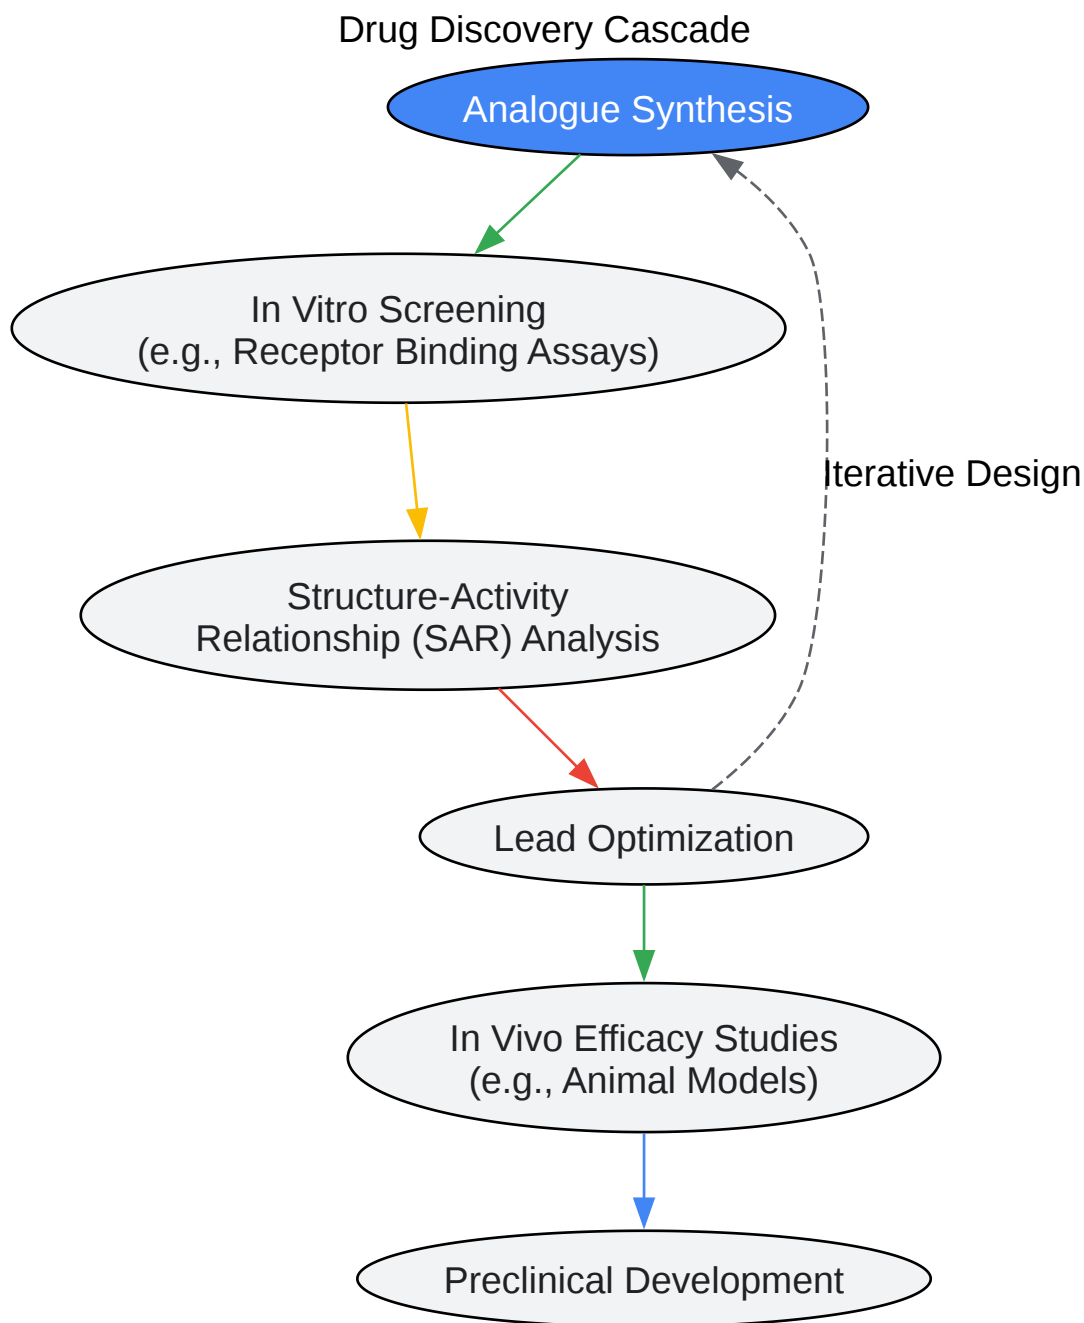 Drug Discovery Cascade
Analogue Synthesis
In Vitro Screening
(e.g., Receptor Binding Assays)
Iterative Design
Structure-Activity
Relationship (SAR) Analysis
Lead Optimization
In Vivo Efficacy Studies
(e.g., Animal Models)
Preclinical Development